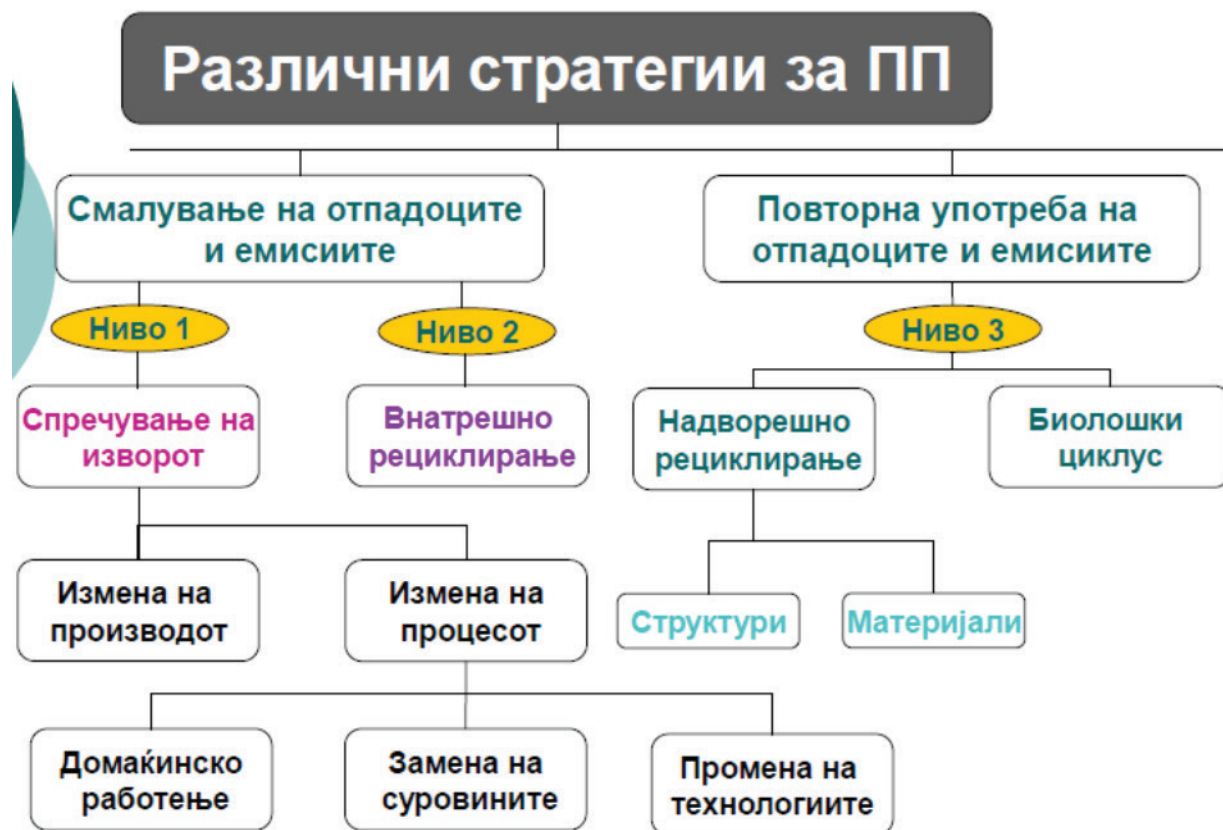 Различни стратегии за ПП
Смалување на отпадоците
и емисиите
Повторна употреба на
отпадоците и емисиите
Ниво 1
Ниво 2
Ниво 3
Спречување на
изворот
Внатрешно
рециклирање
Надворешно
рециклирање
Биолошки
циклус
Измена на
производот
Измена на
процесот
Структури
Материјали
Домаќинско
работење
Замена на
суровините
Промена на
технологиите